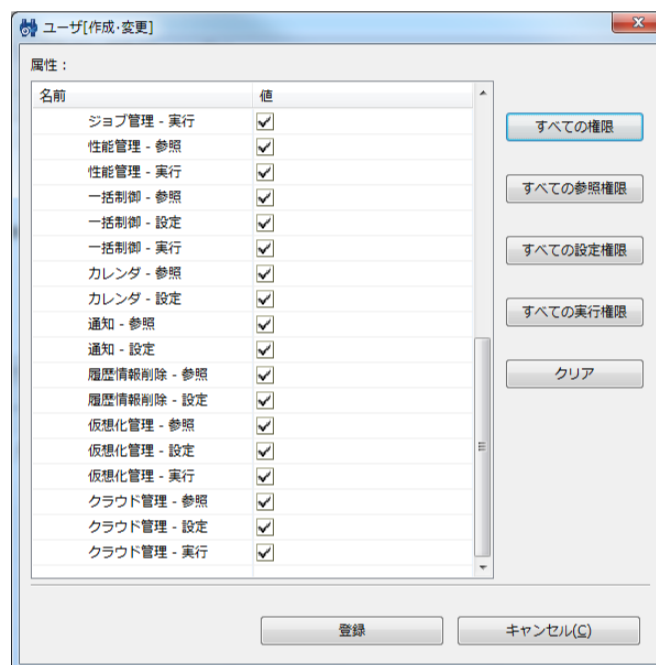 ユーザ[作成·変更]
属性：
名前 値
ジョブ管理 - 実行
性能管理 - 参照
性能管理 - 実行
一括制御 - 参照
一括制御 - 設定
一括制御 - 実行
カレンダ - 参照
カレンダ - 設定
通知 - 参照
通知 - 設定
履歴情報削除 - 参照
履歴情報削除 - 設定
仮想化管理 - 参照
仮想化管理 - 設定
仮想化管理 - 実行
クラウド管理 - 参照
クラウド管理 - 設定
クラウド管理 - 実行
すべての権限
すべての参照権限
すべての設定権限
すべての実行権限
クリア
登録
キャンセル(C)